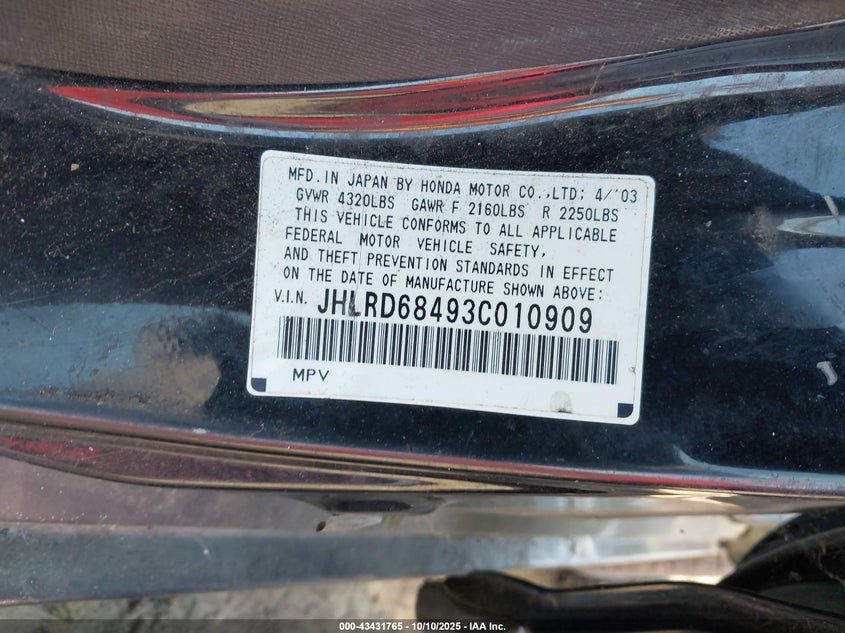 MFD.IN JAPAN BY HONDA MOTOR CO.,LTD; 4/'03
GVWR 4320LBS GAWR F 2160LBS R 2250LBS
THIS VEHICLE CONFORMS TO ALL APPLICABLE
FEDERAL MOTOR VEHICLE SAFETY,
AND THEFT PREVENTION STANDARDS IN EFFECT
ON THE DATE OF MANUFACTURE SHOWN ABOVE:
V.I.N. JHLRD68493C010909
MPV
000-43431765 - 10/10/2025 - IAA Inc.